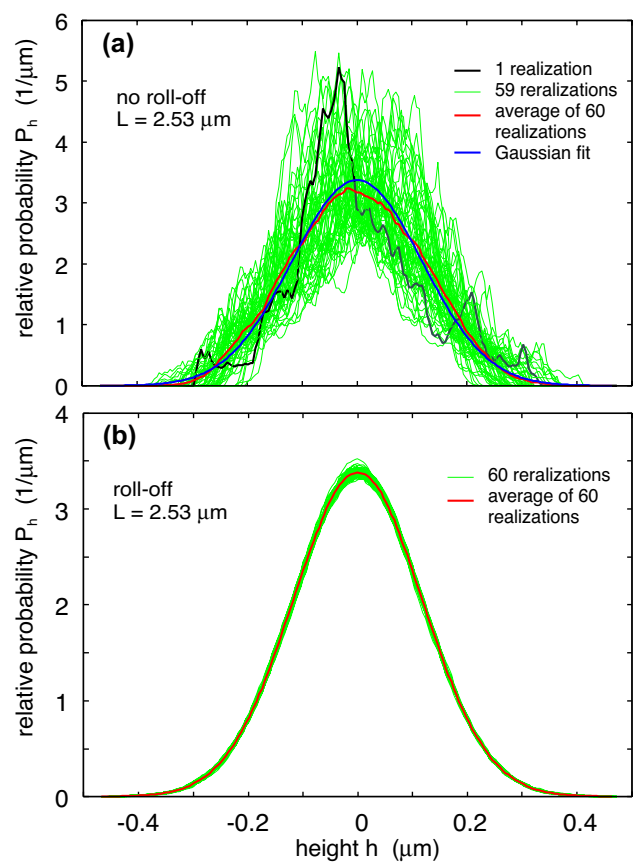 (a)
no roll-off
L = 2.53 μm
1 realization
59 reralizations
average of 60
realizations
Gaussian fit
relative probability Pₕ (1/μm)
6
5
4
3
2
1
0
(b)
roll-off
L = 2.53 μm
60 reralizations
average of 60
realizations
relative probability Pₕ (1/μm)
4
3
2
1
0
-0.4 -0.2 0 0.2 0.4
height h (μm)